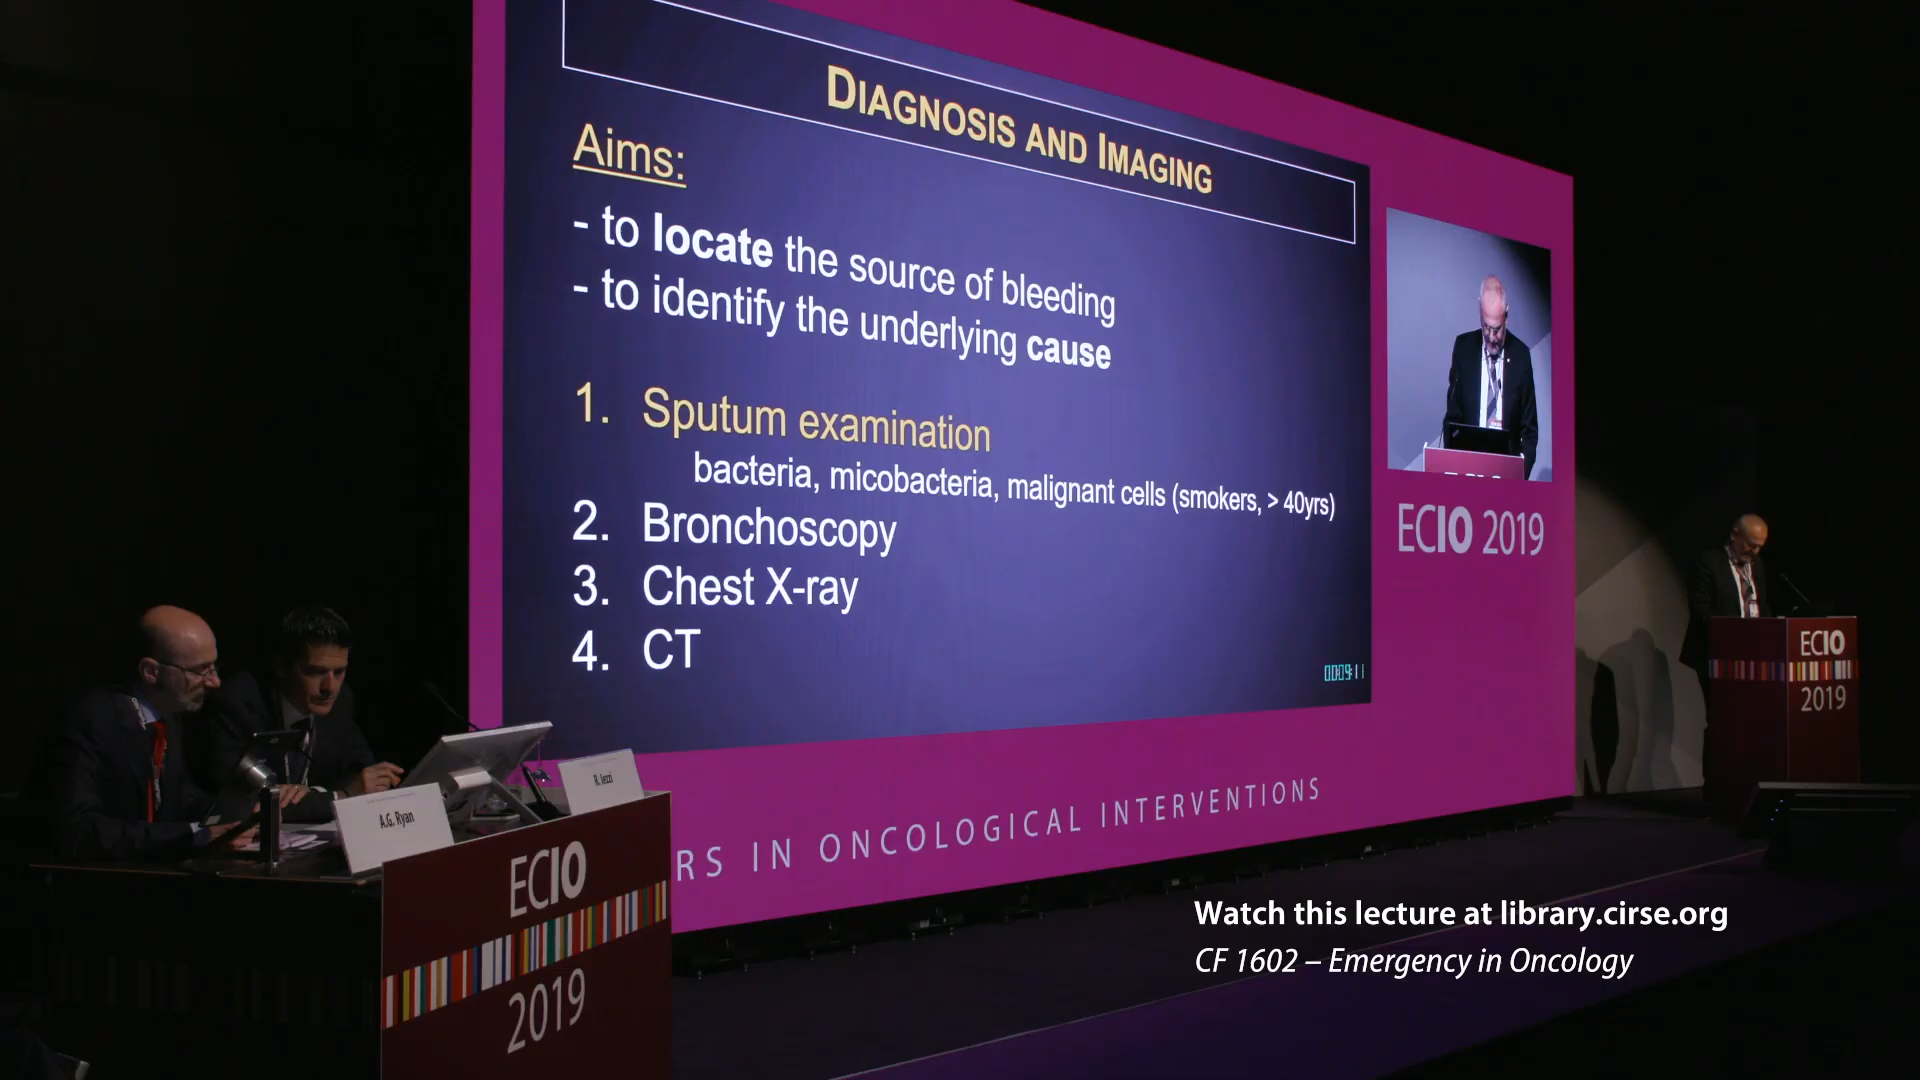 DIAGNOSIS AND IMAGING
Aims:
- to locate the source of bleeding
- to identify the underlying cause
1. Sputum examination
bacteria, micobacteria, malignant cells (smokers, > 40yrs)
2. Bronchoscopy
3. Chest X-ray
4. CT
ECIO 2019
ECIO
2019
A.G. Ryan
R. Iezzi
RS IN ONCOLOGICAL INTERVENTIONS
ECIO
2019
Watch this lecture at library.cirse.org
CF 1602 – Emergency in Oncology